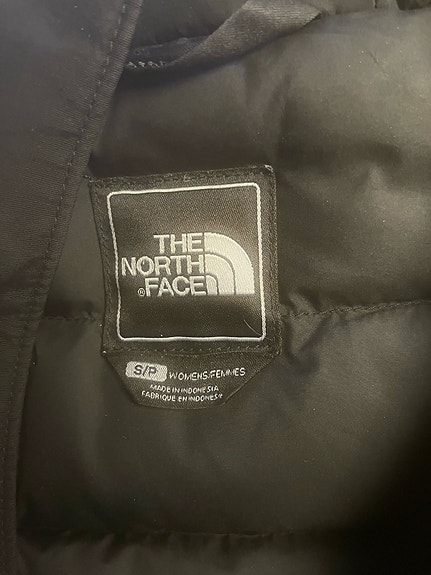 THE
NORTH
®FACE
S/P WOMENS/FEMMES
MADE IN INDONESIA
FABRIQUE EN INDONESIE